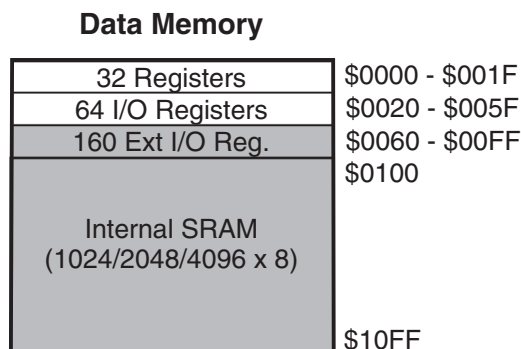 Data Memory
32 Registers $0000 - $001F
64 I/O Registers $0020 - $005F
160 Ext I/O Reg. $0060 - $00FF
$0100
Internal SRAM
(1024/2048/4096 x 8)
$10FF